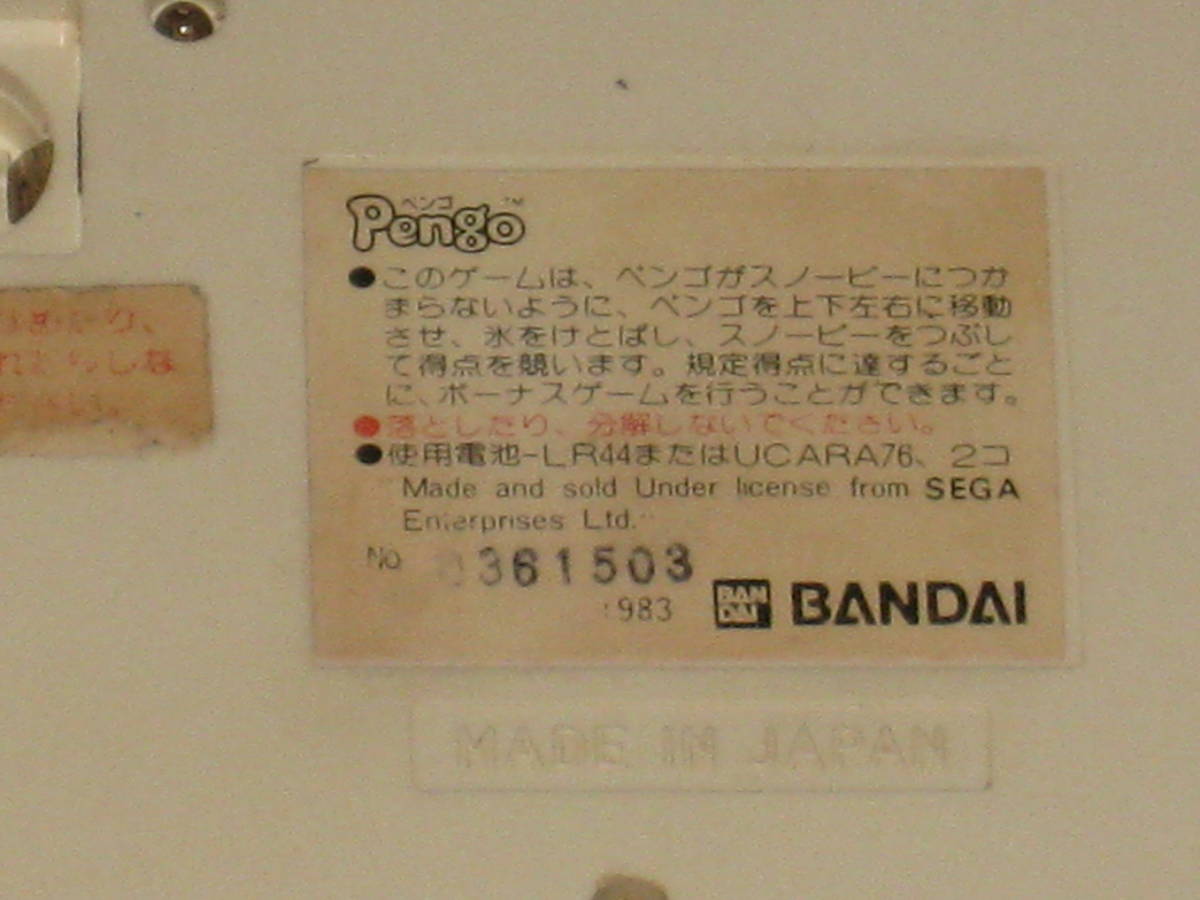 ペンゴ
Pengo™
●このゲームは、ペンゴがスノービーにつか
まらないように、ペンゴを上下左右に移動
させ、氷をけとばし、スノービーをつぶし
て得点を競います。規定得点に達するごと
に、ボーナスゲームを行うことができます。
●落としたり、分解しないでください。
●使用電池-LR44またはUCARA76、2コ
Made and sold Under license from SEGA
Enterprises Ltd.
No 0361503
1983
BAN
DAI
BANDAI
MADE IN JAPAN